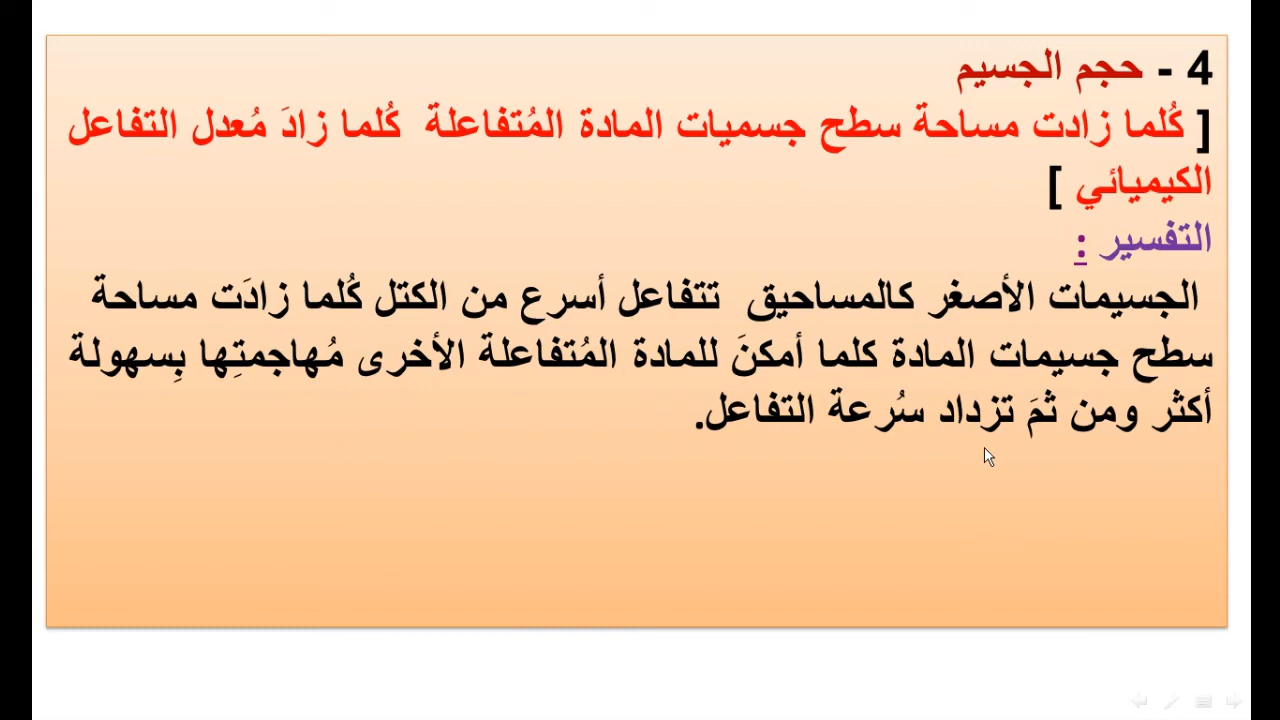 4 - حجم الجسيم
[ كُلما زادت مساحة سطح جسميات المادة المُتفاعلة كُلما زادَ مُعدل التفاعل
الكيميائي ]
التفسير :
الجسيمات الأصغر كالمساحيق تتفاعل أسرع من الكتل كُلما زادَت مساحة
سطح جسيمات المادة كلما أمكنَ للمادة المُتفاعلة الأخرى مُهاجمتِها بِسهولة
أكثر ومن ثمَ تزداد سُرعة التفاعل.